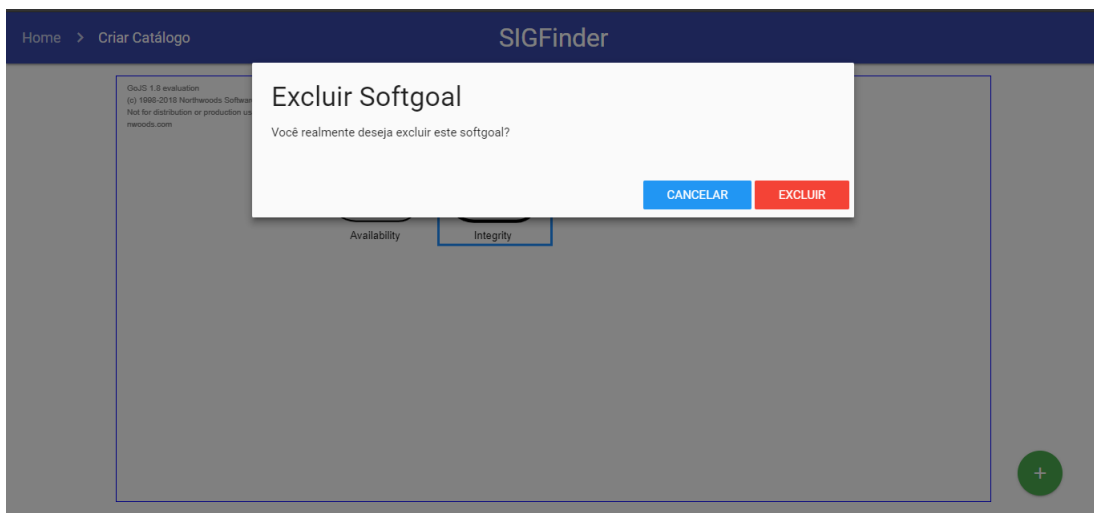 Home > Criar Catálogo
SIGFinder
GoJS 1.8 evaluation
(c) 1998-2018 Northwoods Softwar
Not for distribution or production us
nwoods.com
Excluir Softgoal
Você realmente deseja excluir este softgoal?
CANCELAR
EXCLUIR
Availability
Integrity
+